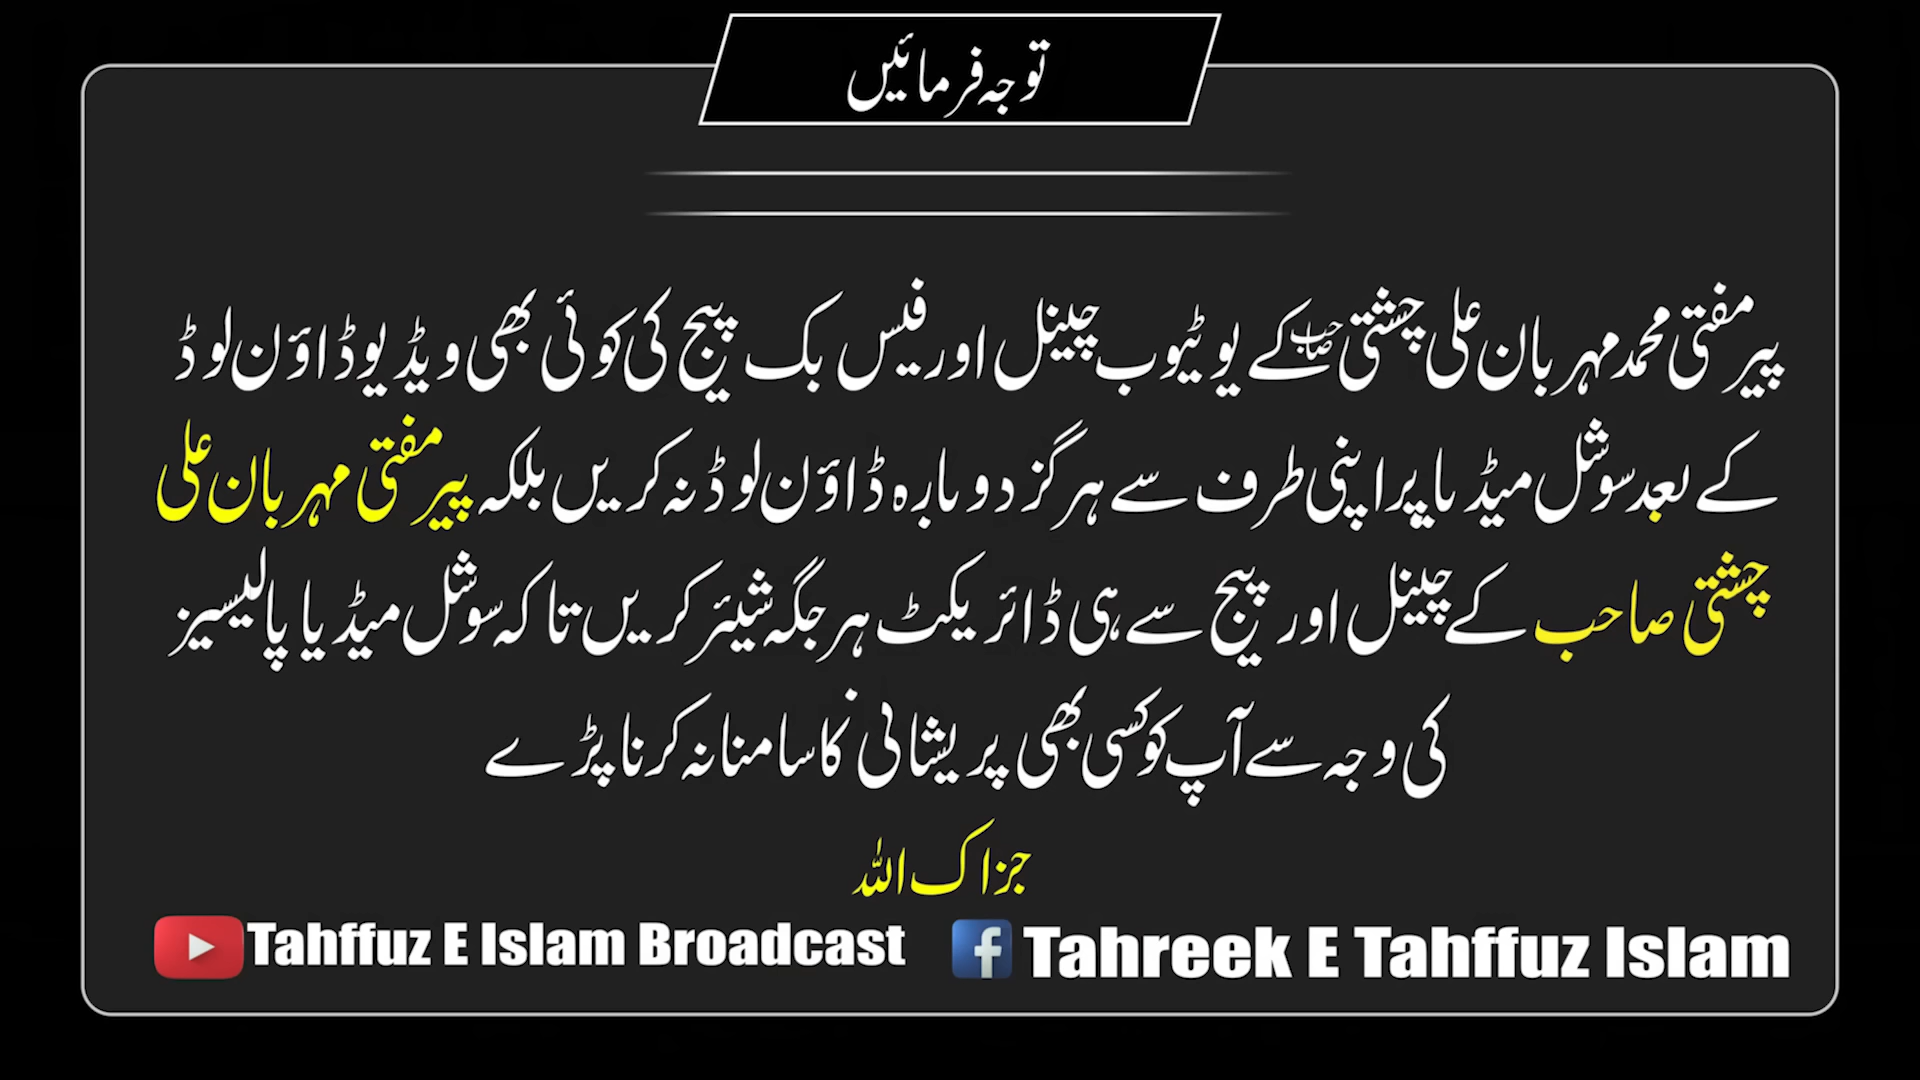 توجہ فرمائیں
پیر مفتی محمد مہربان علی چشتی صاحب کے یوٹیوب چینل اور فیس بک پیج کی کوئی بھی ویڈیو ڈاؤن لوڈ
کے بعد سوشل میڈیا پر اپنی طرف سے ہرگز دوبارہ ڈاؤن لوڈ نہ کریں بلکہ پیر مفتی مہربان علی
چشتی صاحب کے چینل اور پیج سے ہی ڈائریکٹ ہر جگہ شیئر کریں تاکہ سوشل میڈیا پالیسیز
کی وجہ سے آپ کو کسی بھی پریشانی کا سامنا نہ کرنا پڑے
جزاک اللہ
Tahffuz E Islam Broadcast
Tahreek E Tahffuz Islam